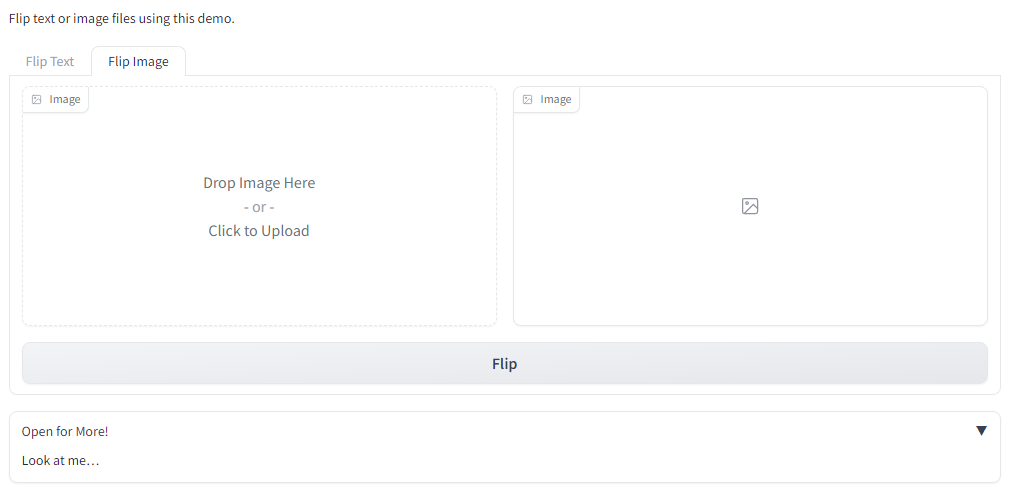 Flip text or image files using this demo.
Flip Text
Flip Image
Image
Image
Drop Image Here
- or -
Click to Upload
Flip
Open for More!
Look at me...